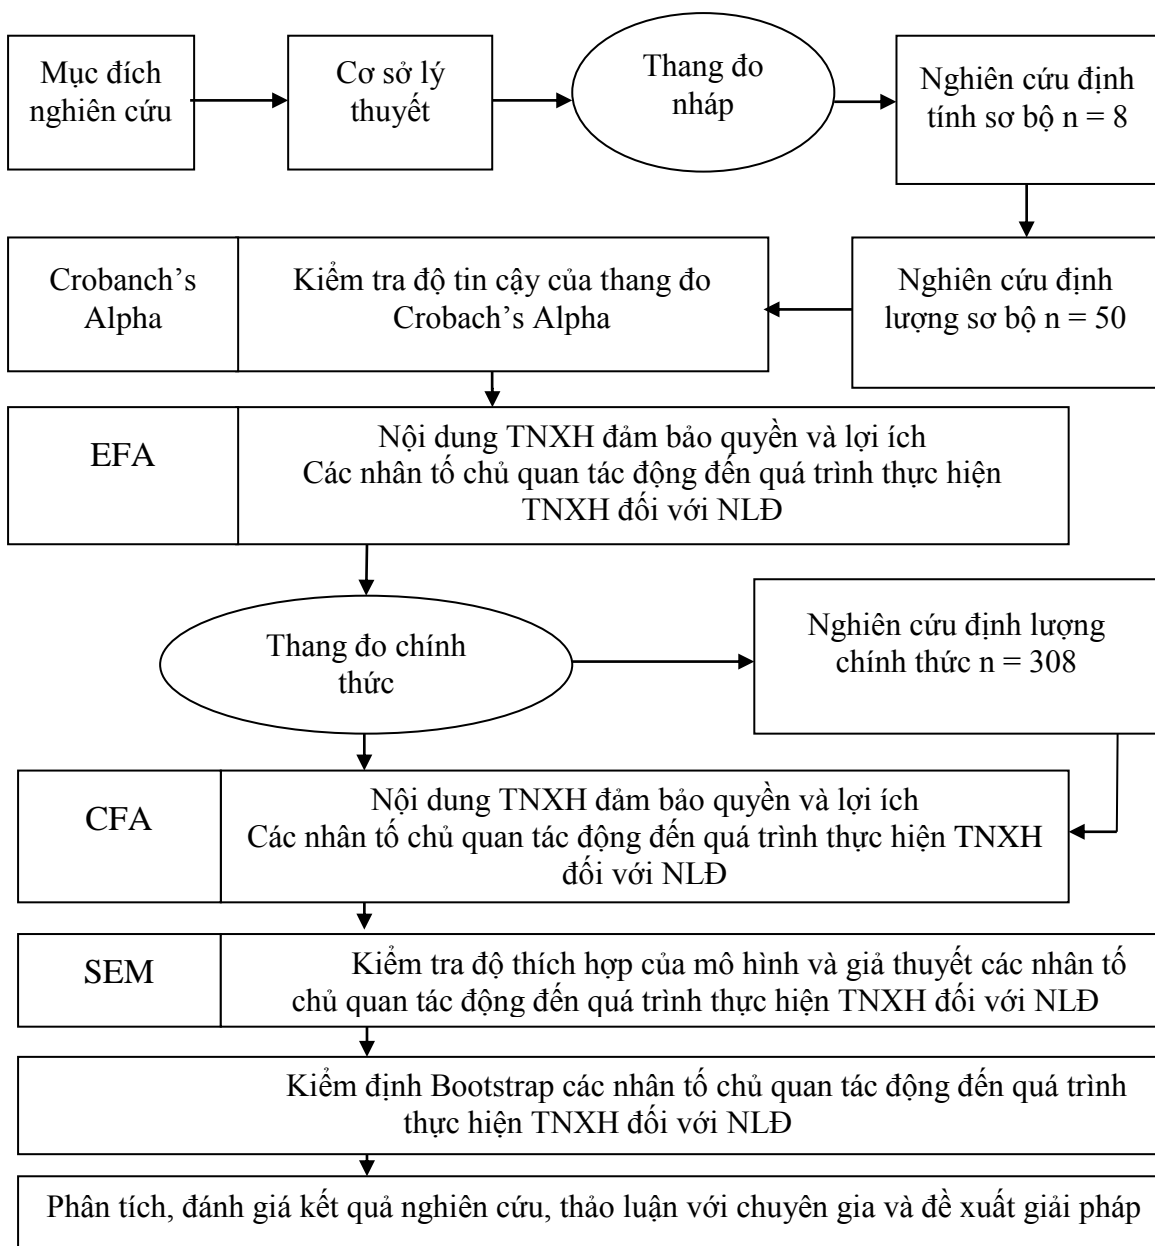 Mục đích
nghiên cứu
Cơ sở lý
thuyết
Thang đo
nháp
Nghiên cứu định
tính sơ bộ n = 8
Crobanch’s
Alpha
Kiểm tra độ tin cậy của thang đo
Crobach’s Alpha
Nghiên cứu định
lượng sơ bộ n = 50
EFA
Nội dung TNXH đảm bảo quyền và lợi ích
Các nhân tố chủ quan tác động đến quá trình thực hiện
TNXH đối với NLĐ
Thang đo chính
thức
Nghiên cứu định lượng
chính thức n = 308
CFA
Nội dung TNXH đảm bảo quyền và lợi ích
Các nhân tố chủ quan tác động đến quá trình thực hiện TNXH
đối với NLĐ
SEM
Kiểm tra độ thích hợp của mô hình và giả thuyết các nhân tố
chủ quan tác động đến quá trình thực hiện TNXH đối với NLĐ
Kiểm định Bootstrap các nhân tố chủ quan tác động đến quá trình
thực hiện TNXH đối với NLĐ
Phân tích, đánh giá kết quả nghiên cứu, thảo luận với chuyên gia và đề xuất giải pháp